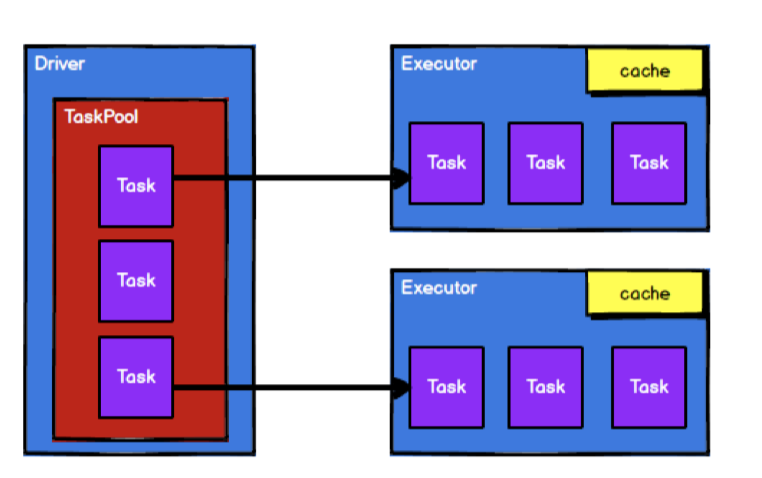 Driver
TaskPool
Task
Task
Task
Executor
cache
Task Task Task
Executor
cache
Task Task Task